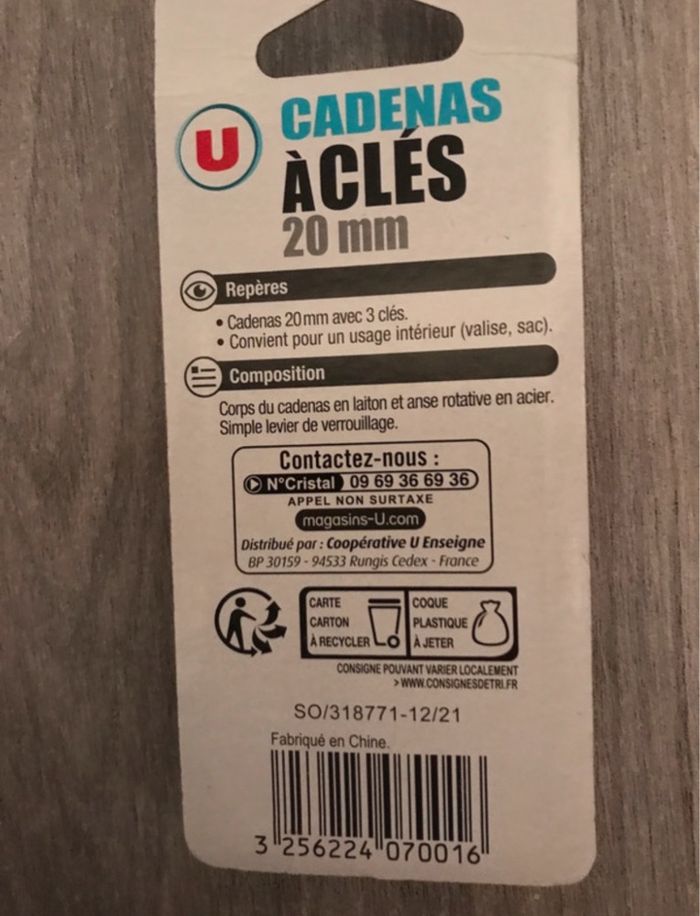 U
CADENAS
À CLÉS
20 mm
Repères
• Cadenas 20mm avec 3 clés.
• Convient pour un usage intérieur (valise, sac).
Composition
Corps du cadenas en laiton et anse rotative en acier.
Simple levier de verrouillage.
Contactez-nous :
N°Cristal 09 69 36 69 36
APPEL NON SURTAXE
magasins-U.com
Distribué par : Coopérative U Enseigne
BP 30159 - 94533 Rungis Cedex - France
CARTE
CARTON
À RECYCLER
COQUE
PLASTIQUE
À JETER
CONSIGNE POUVANT VARIER LOCALEMENT
> WWW.CONSIGNESDETRI.FR
SO/318771-12/21
Fabriqué en Chine.
3 256224 070016